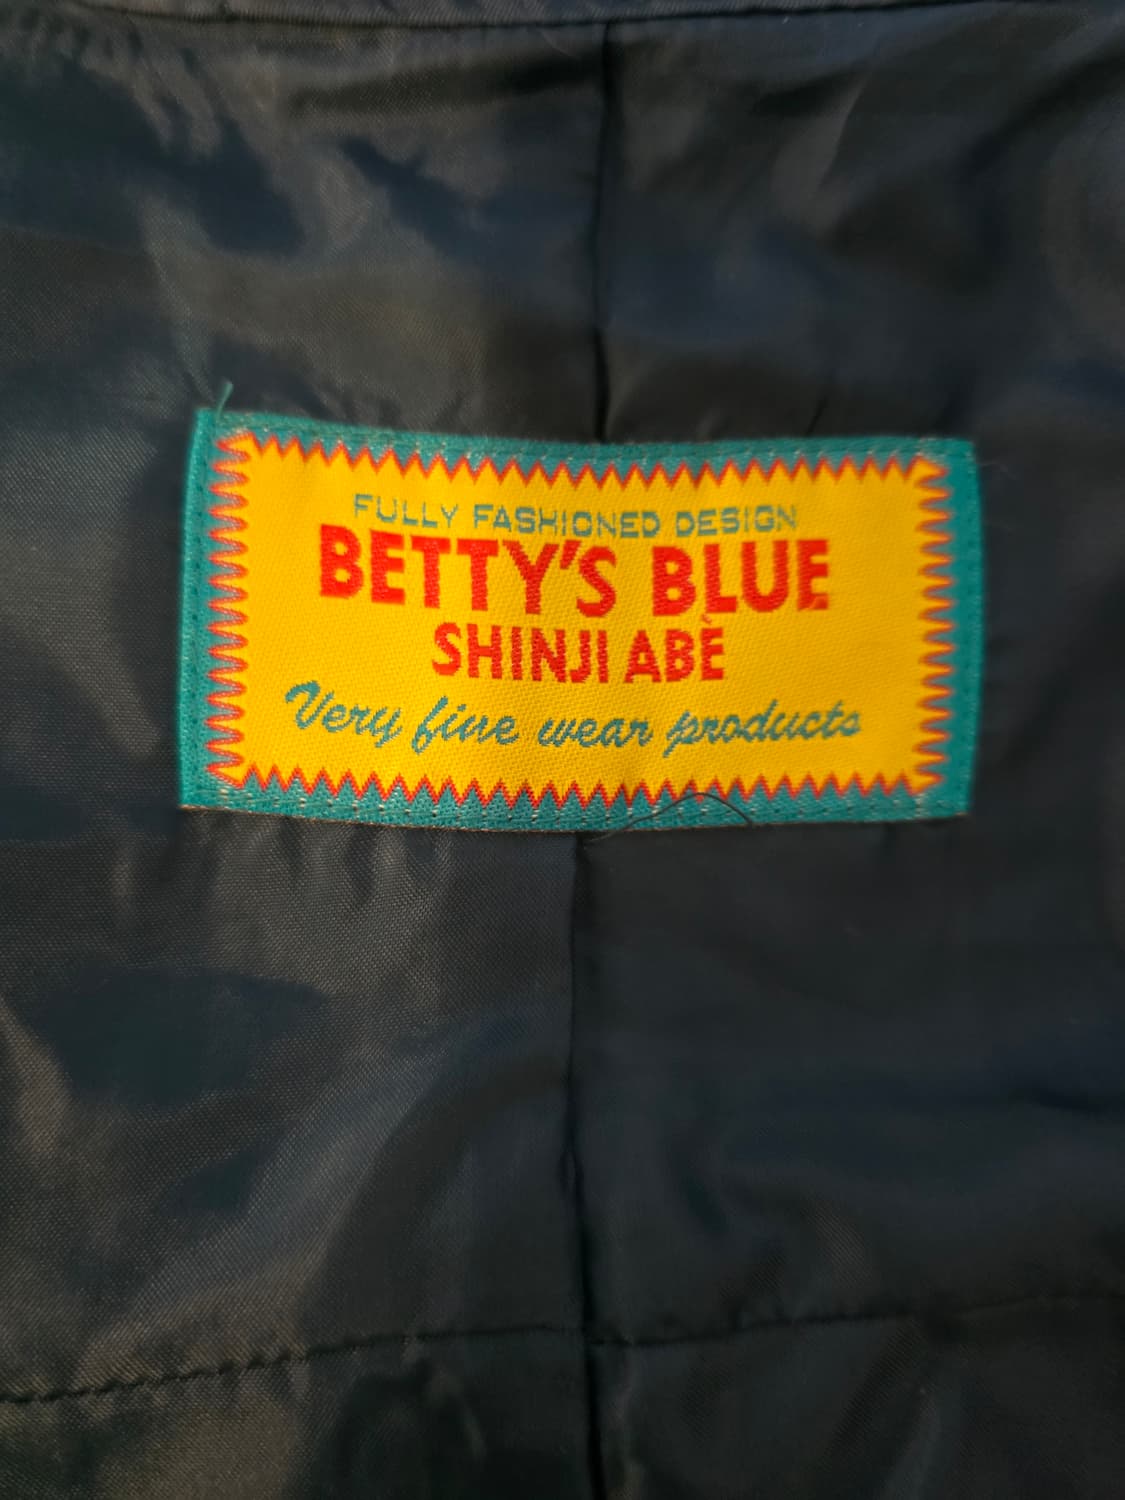 FULLY FASHIONED DESIGN
BETTY'S BLUE
SHINJI ABÈ
Very fine wear products